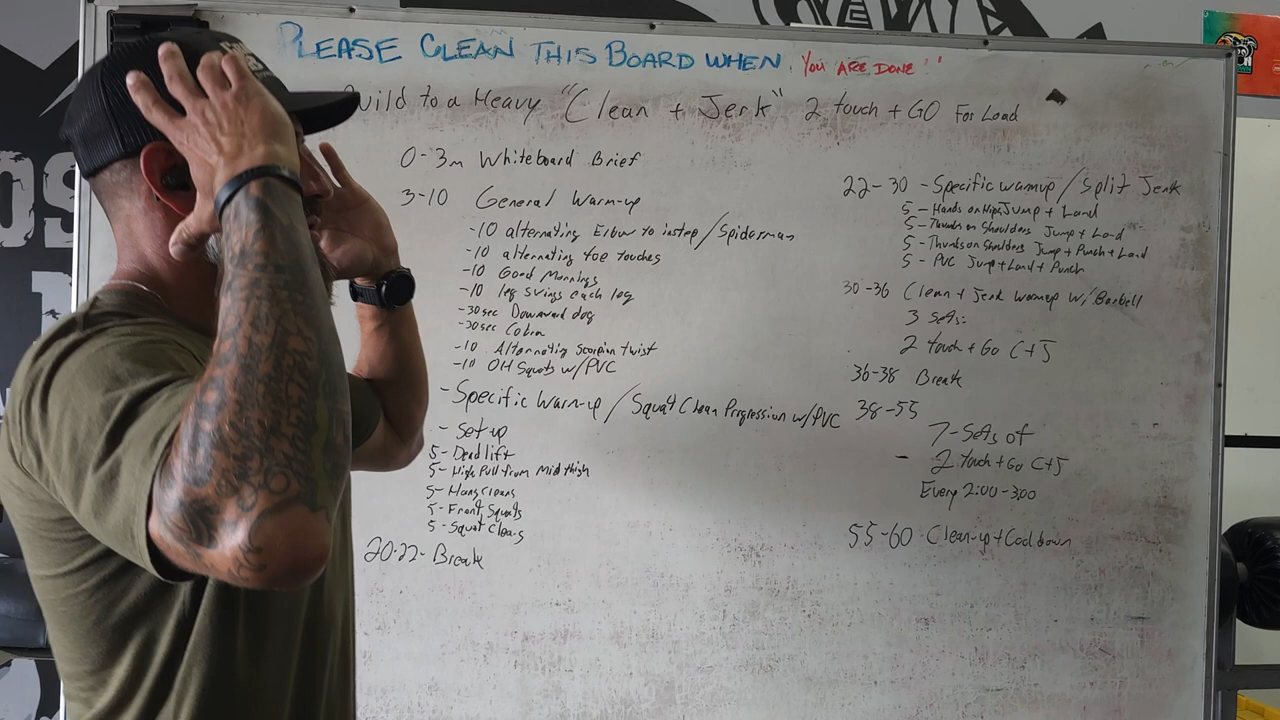 PLEASE CLEAN THIS BOARD WHEN YOU ARE DONE!!
uild to a Heavy "Clean + Jerk" 2 touch + GO For Load
0-3m Whiteboard Brief
3-10 General Warm-up
-10 alternating Elbow to instep/Spiderman
-10 alternating toe touches
-10 Good Mornings
-10 leg swings each leg
-30sec Downward dog
-30sec Cobra
-10 Alternating Scorpion twist
-10 OH Squats w/PVC
- Specific Warm-up / Squat Clean Progression w/PVC
- Set up
5- Deadlift
5- High Pull from Mid thigh
5- Hang cleans
5- Front Squats
5- Squat Cleans
20-22- Break
22-30 - Specific warmup / Split Jerk
5 - Hands on Hips, Jump + Land
5- Thumbs on Shoulders Jump + Land
5 - Thumbs on Shoulders Jump + Punch + Land
5 - PVC Jump + Land + Punch
30-36 Clean + Jerk warmup w/ Barbell
3 Sets:
2 touch + Go C+J
36-38 Break
38-55
7-Sets of
- 2 Touch + Go C+J
Every 2:00-3:00
55-60 Clean-up + Cooldown